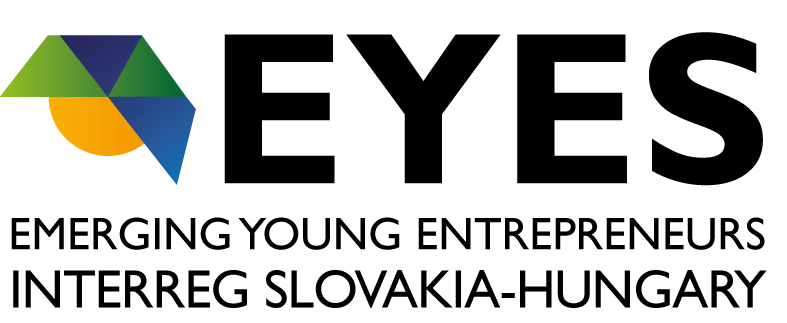 EYES
EMERGING YOUNG ENTREPRENEURS
INTERREG SLOVAKIA-HUNGARY